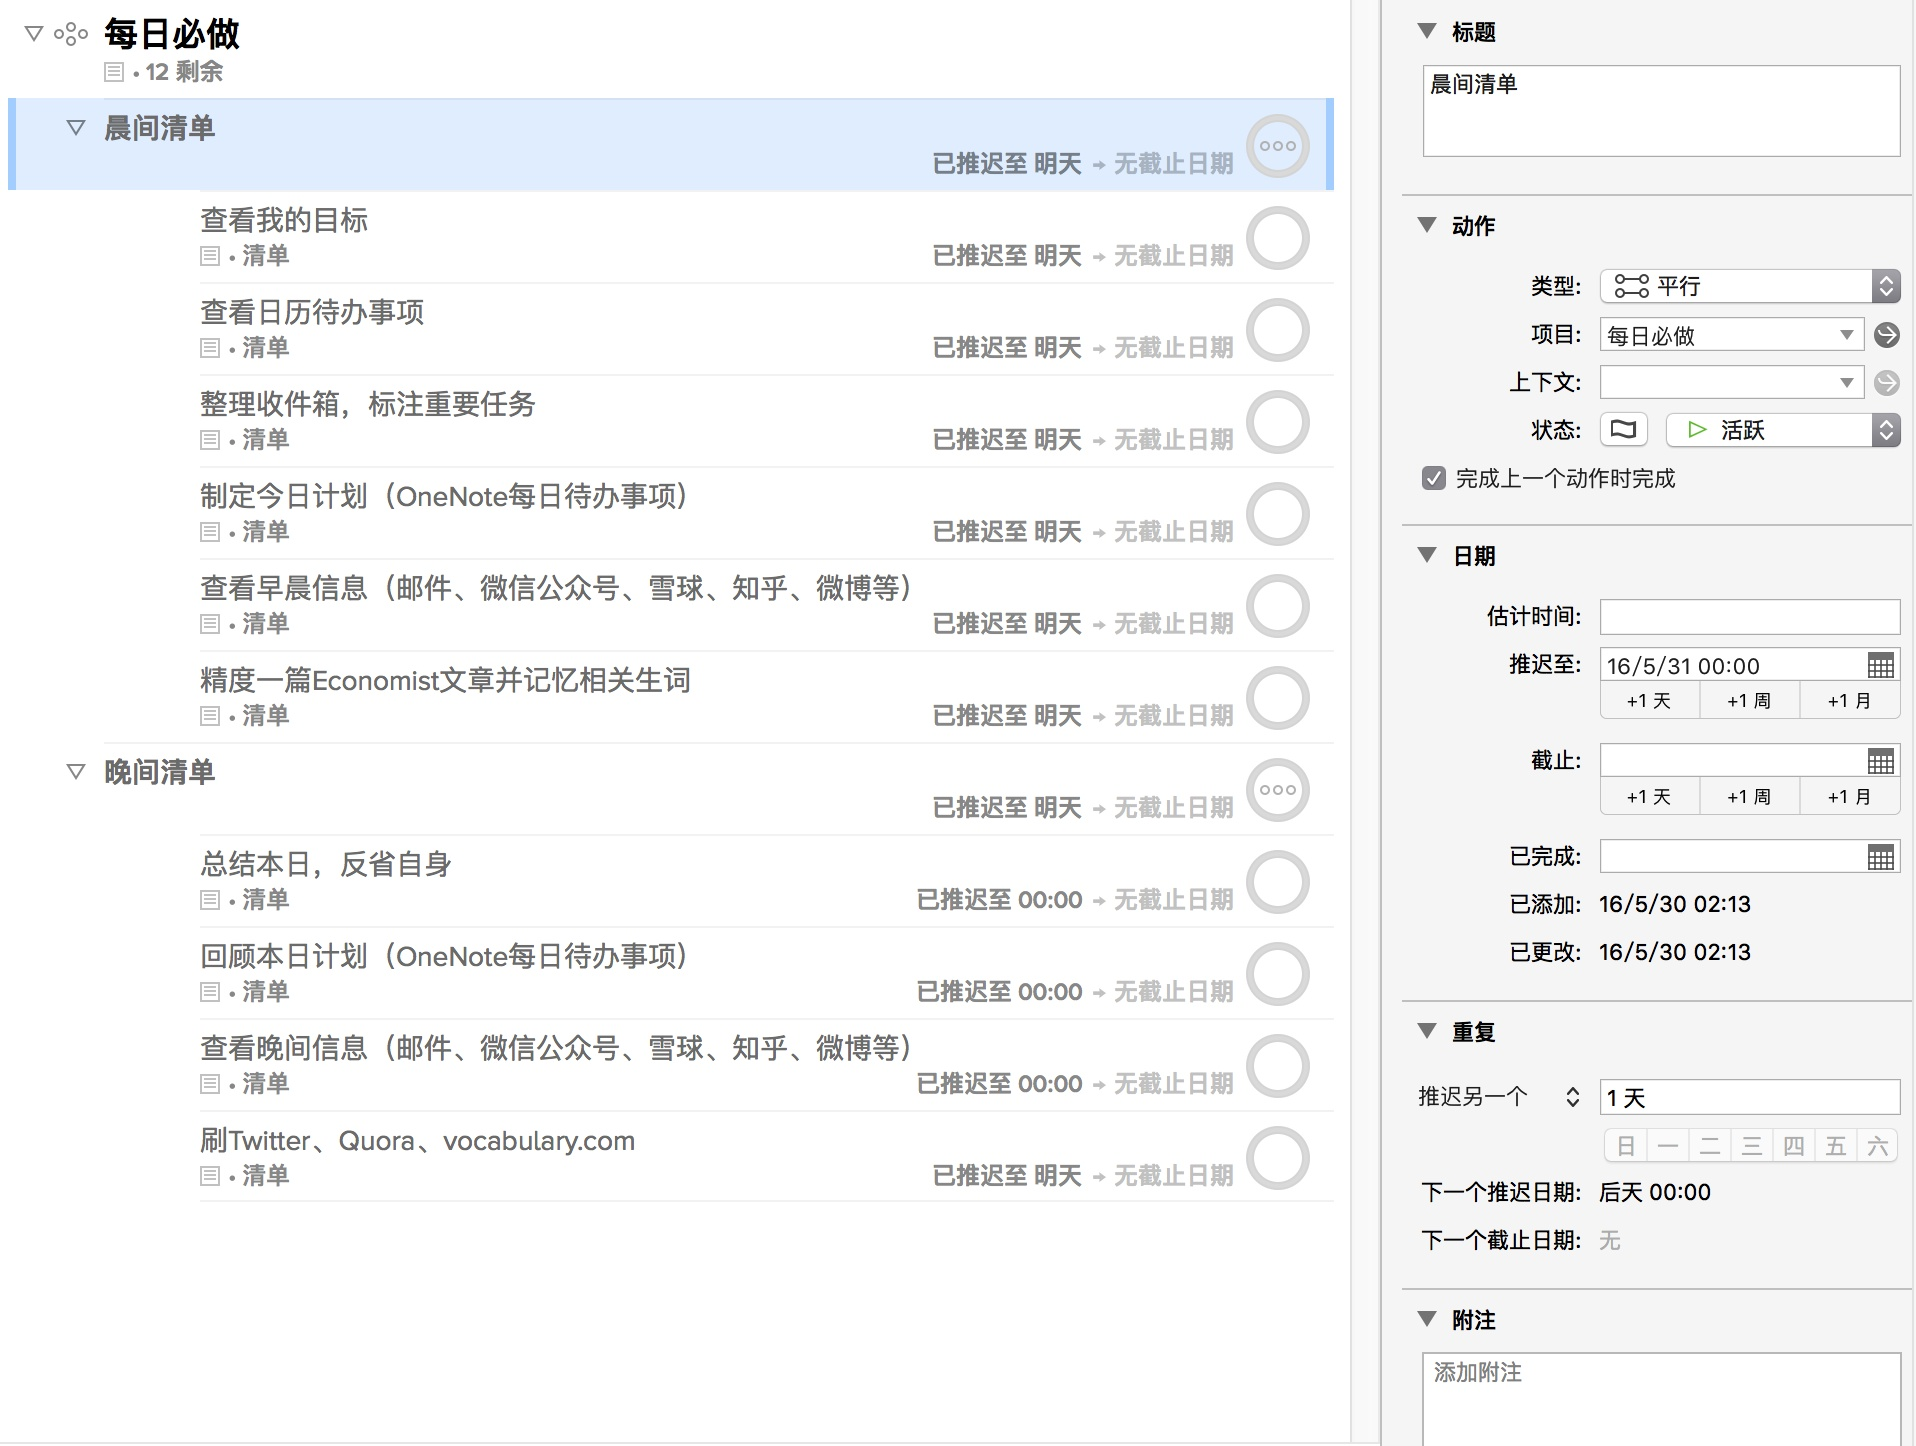 每日必做
• 12 剩余
晨间清单
已推迟至 明天 → 无截止日期
查看我的目标
• 清单
已推迟至 明天 → 无截止日期
查看日历待办事项
• 清单
已推迟至 明天 → 无截止日期
整理收件箱，标注重要任务
• 清单
已推迟至 明天 → 无截止日期
制定今日计划（OneNote每日待办事项）
• 清单
已推迟至 明天 → 无截止日期
查看早晨信息（邮件、微信公众号、雪球、知乎、微博等）
• 清单
已推迟至 明天 → 无截止日期
精度一篇Economist文章并记忆相关生词
• 清单
已推迟至 明天 → 无截止日期
晚间清单
已推迟至 明天 → 无截止日期
总结本日，反省自身
• 清单
已推迟至 00:00 → 无截止日期
回顾本日计划（OneNote每日待办事项）
• 清单
已推迟至 00:00 → 无截止日期
查看晚间信息（邮件、微信公众号、雪球、知乎、微博等）
• 清单
已推迟至 00:00 → 无截止日期
刷Twitter、Quora、vocabulary.com
• 清单
已推迟至 明天 → 无截止日期
标题
晨间清单
动作
类型: 平行
项目: 每日必做
上下文:
状态: 活跃
完成上一个动作时完成
日期
估计时间:
推迟至: 16/5/31 00:00
+1 天 +1 周 +1 月
截止:
+1 天 +1 周 +1 月
已完成:
已添加: 16/5/30 02:13
已更改: 16/5/30 02:13
重复
推迟另一个 1 天
日 一 二 三 四 五 六
下一个推迟日期: 后天 00:00
下一个截止日期: 无
附注
添加附注